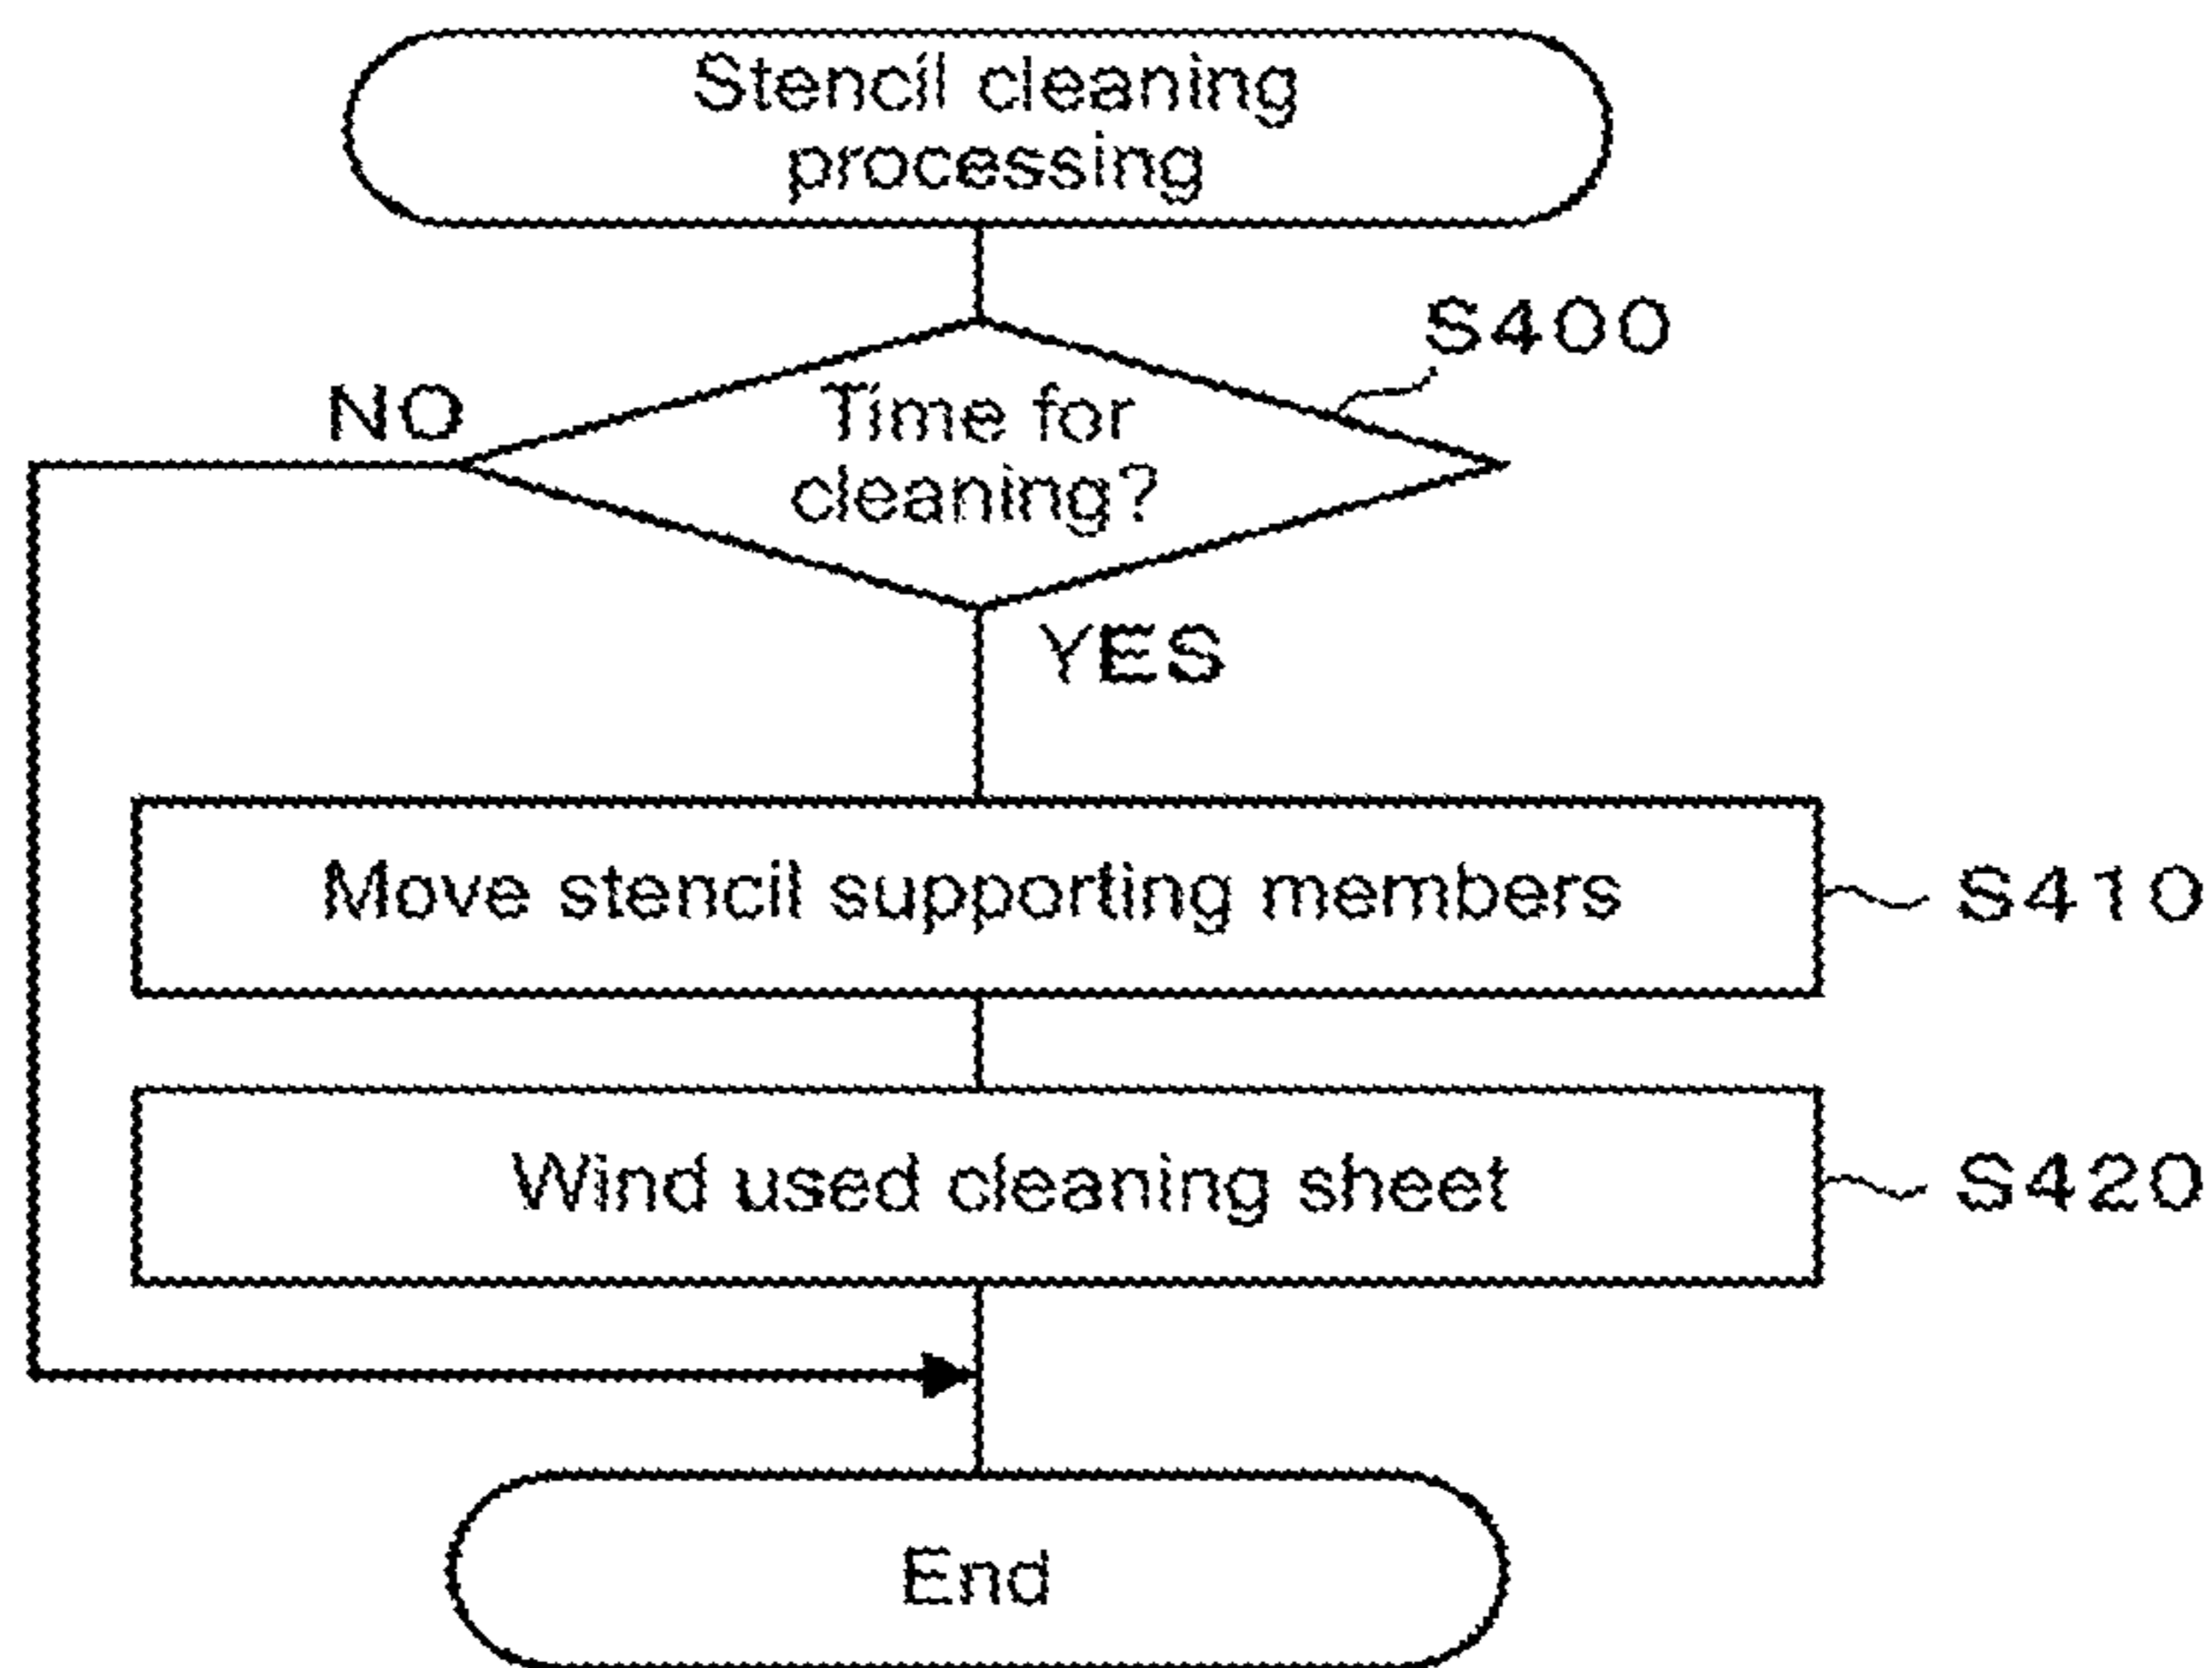 Stencil cleaning
processing
S400
NO
Time for
cleaning?
YES
Move stencil supporting members
S410
Wind used cleaning sheet
S420
End